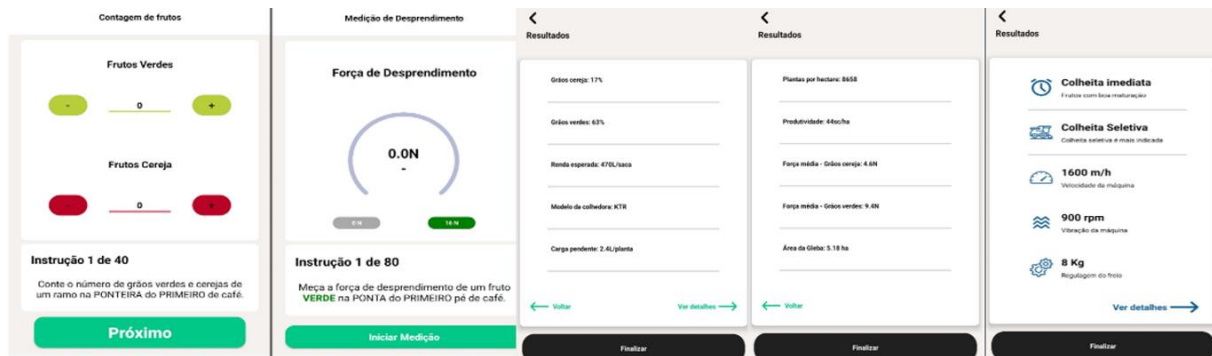 Contagem de frutos
Frutos Verdes
-
0
+
Frutos Cereja
-
0
+
Instrução 1 de 40
Conte o número de grãos verdes e cerejas de
um ramo na PONTEIRA do PRIMEIRO de café.
Próximo
Medição de Desprendimento
Força de Desprendimento
0.0N
-
0 N
16 N
Instrução 1 de 80
Meça a força de desprendimento de um fruto
VERDE na PONTA do PRIMEIRO pé de café.
Iniciar Medição
Resultados
Grãos cereja: 17%
Grãos verdes: 63%
Renda esperada: 470L/saca
Modelo da colhedora: KTR
Carga pendente: 2.4L/planta
Voltar
Ver detalhes
Finalizar
Resultados
Plantas por hectare: 8658
Produtividade: 44sc/ha
Força média - Grãos cereja: 4.6N
Força média - Grãos verdes: 9.4N
Área da Gleba: 5.18 ha
Voltar
Finalizar
Resultados
Colheita imediata
Frutos com boa maturação
Colheita Seletiva
Colheita seletiva é mais indicada
1600 m/h
Velocidade da máquina
900 rpm
Vibração da máquina
8 Kg
Regulagem do freio
Ver detalhes
Finalizar